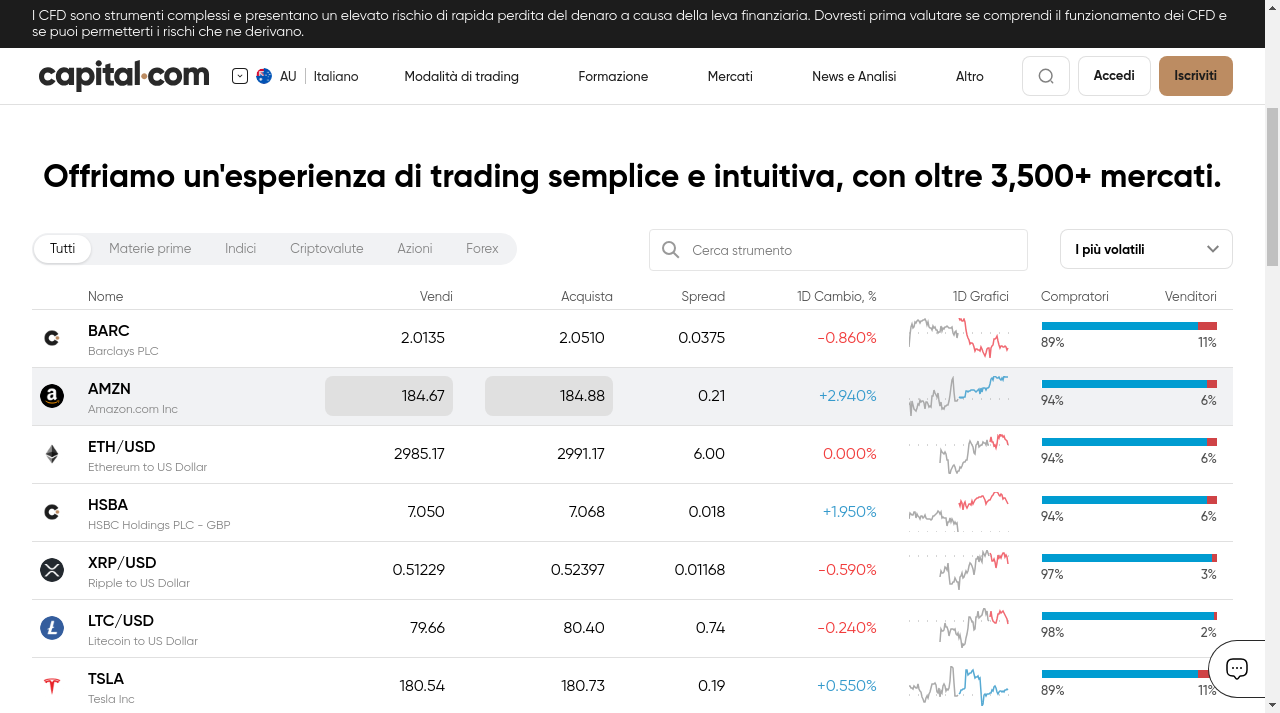 I CFD sono strumenti complessi e presentano un elevato rischio di rapida perdita del denaro a causa della leva finanziaria. Dovresti prima valutare se comprendi il funzionamento dei CFD e
se puoi permetterti i rischi che ne derivano.
capital.com AU Italiano Modalità di trading Formazione Mercati News e Analisi Altro Accedi Iscriviti
Offriamo un'esperienza di trading semplice e intuitiva, con oltre 3,500+ mercati.
Tutti Materie prime Indici Criptovalute Azioni Forex Cerca strumento I più volatili
Nome Vendi Acquista Spread 1D Cambio, % 1D Grafici Compratori Venditori
BARC 2.0135 2.0510 0.0375 -0.860%
Barclays PLC 89% 11%
AMZN 184.67 184.88 0.21 +2.940%
Amazon.com Inc 94% 6%
ETH/USD 2985.17 2991.17 6.00 0.000%
Ethereum to US Dollar 94% 6%
HSBA 7.050 7.068 0.018 +1.950%
HSBC Holdings PLC - GBP 94% 6%
XRP/USD 0.51229 0.52397 0.01168 -0.590%
Ripple to US Dollar 97% 3%
LTC/USD 79.66 80.40 0.74 -0.240%
Litecoin to US Dollar 98% 2%
TSLA 180.54 180.73 0.19 +0.550%
Tesla Inc 89% 11%